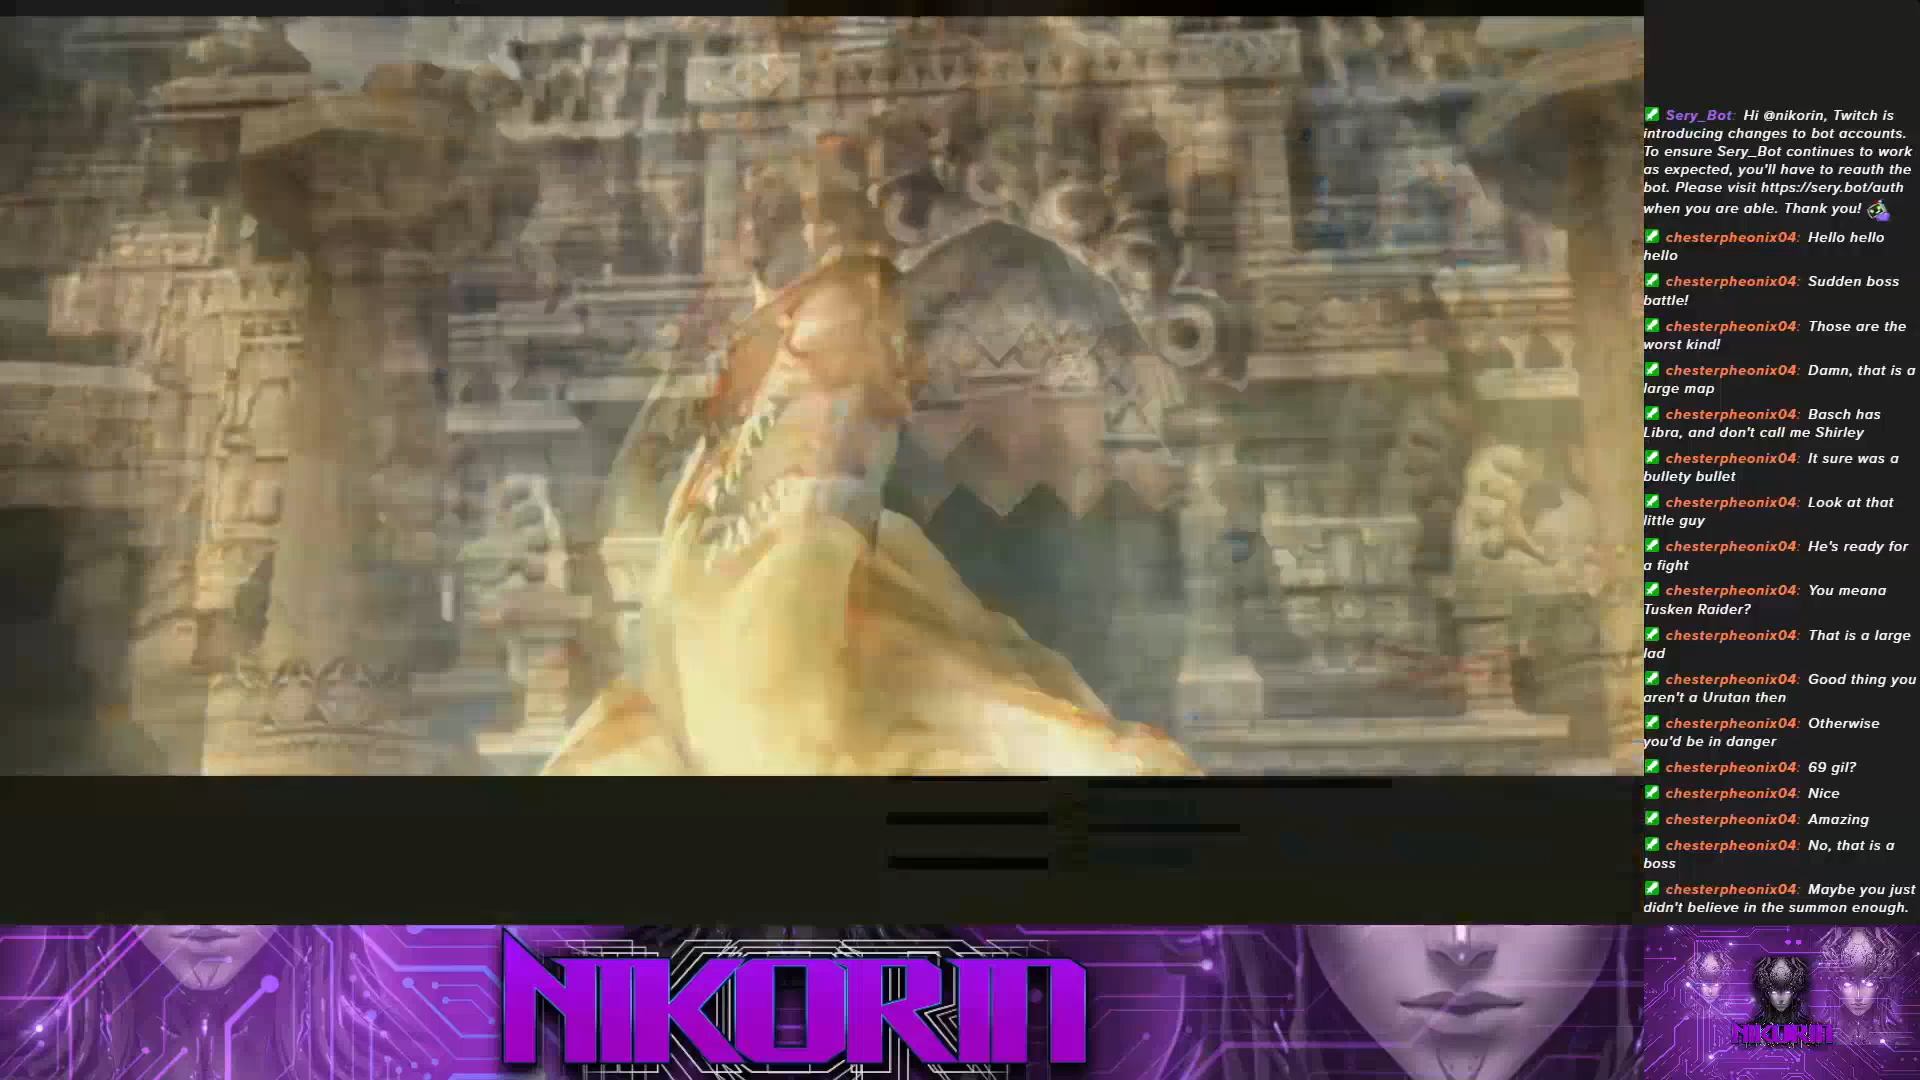 Sery_Bot: Hi @nikorin, Twitch is
introducing changes to bot accounts.
To ensure Sery_Bot continues to work
as expected, you'll have to reauth the
bot. Please visit https://sery.bot/auth
when you are able. Thank you!
chesterpheonix04: Hello hello
hello
chesterpheonix04: Sudden boss
battle!
chesterpheonix04: Those are the
worst kind!
chesterpheonix04: Damn, that is a
large map
chesterpheonix04: Basch has
Libra, and don't call me Shirley
chesterpheonix04: It sure was a
bullety bullet
chesterpheonix04: Look at that
little guy
chesterpheonix04: He's ready for
a fight
chesterpheonix04: You meana
Tusken Raider?
chesterpheonix04: That is a large
lad
chesterpheonix04: Good thing you
aren't a Urutan then
chesterpheonix04: Otherwise
you'd be in danger
chesterpheonix04: 69 gil?
chesterpheonix04: Nice
chesterpheonix04: Amazing
chesterpheonix04: No, that is a
boss
chesterpheonix04: Maybe you just
didn't believe in the summon enough.
NIKORIN
NIKORIN